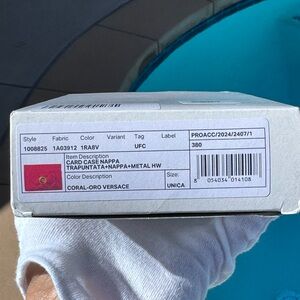 Style Fabric Color Variant Tag Label PROACC/2024/2407/1
1008825 1A03912 1RA8V UFC 380
Item Description
CARD CASE NAPPA
TRAPUNTATA+NAPPA+METAL HW
Color Description Size:
CORAL-ORO VERSACE UNICA
8 054034 014108